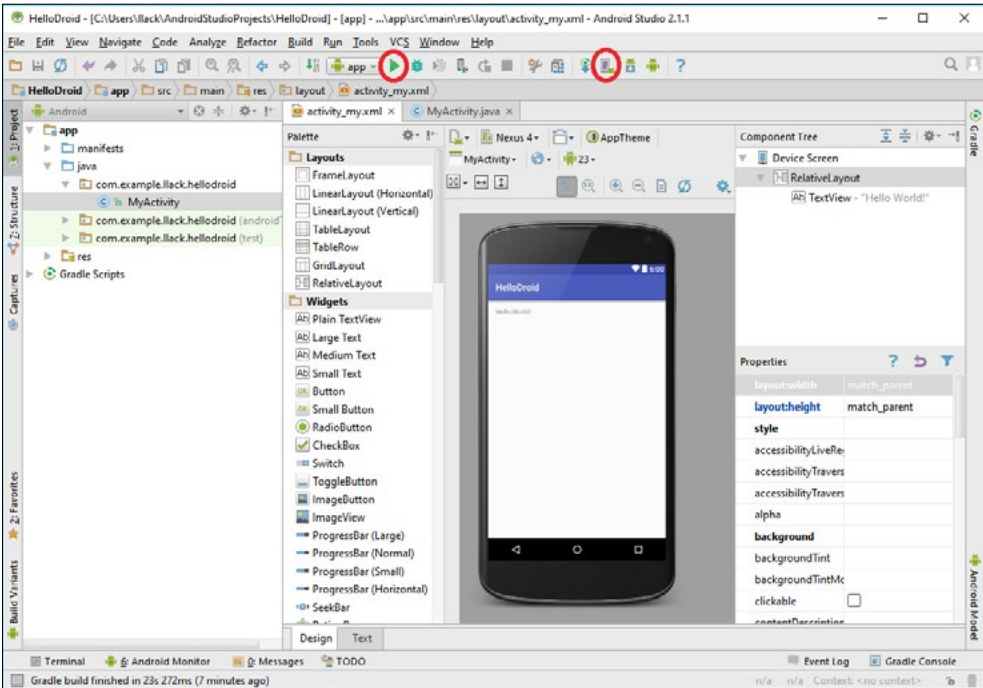 HelloDroid - [C:\Users\llack\AndroidStudioProjects\HelloDroid] - [app] - ...\app\src\main\res\layout\activity_my.xml - Android Studio 2.1.1
File Edit View Navigate Code Analyze Refactor Build Run Tools VCS Window Help
app
HelloDroid app src main res layout activity_my.xml
Android
activity_my.xml
MyActivity.java
1: Project
7: Structure
Captures
2: Favorites
Build Variants
app
manifests
java
com.example.llack.hellodroid
MyActivity
com.example.llack.hellodroid (android
com.example.llack.hellodroid (test)
res
Gradle Scripts
Palette
Layouts
FrameLayout
LinearLayout (Horizontal)
LinearLayout (Vertical)
TableLayout
TableRow
GridLayout
RelativeLayout
Widgets
Plain TextView
Large Text
Medium Text
Small Text
Button
Small Button
RadioButton
CheckBox
Switch
ToggleButton
ImageButton
ImageView
ProgressBar (Large)
ProgressBar (Normal)
ProgressBar (Small)
ProgressBar (Horizontal)
SeekBar
Design Text
Nexus 4 AppTheme
MyActivity 23
6:00
HelloDroid
Hello World!
Component Tree
Device Screen
RelativeLayout
TextView - "Hello World!"
Properties
layout:width match_parent
layout:height match_parent
style
accessibilityLiveRe
accessibilityTravers
accessibilityTravers
alpha
background
backgroundTint
backgroundTintMo
clickable
Gradle
Android Model
Terminal 6: Android Monitor 0: Messages TODO Event Log Gradle Console
Gradle build finished in 23s 272ms (7 minutes ago) n/a n/a Context: <no context>